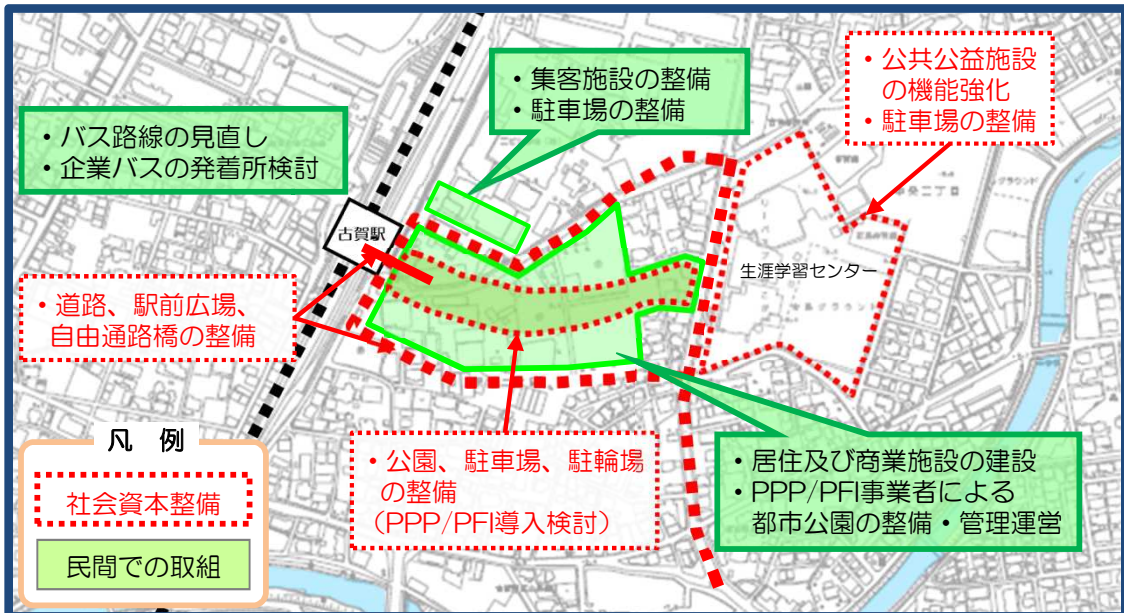 ・バス路線の見直し
・企業バスの発着所検討
・集客施設の整備
・駐車場の整備
・公共公益施設
の機能強化
・駐車場の整備
古賀駅
生涯学習センター
・道路、駅前広場、
自由通路橋の整備
・公園、駐車場、駐輪場
の整備
（PPP/PFI導入検討）
・居住及び商業施設の建設
・PPP/PFI事業者による
都市公園の整備・管理運営
凡　例
社会資本整備
民間での取組